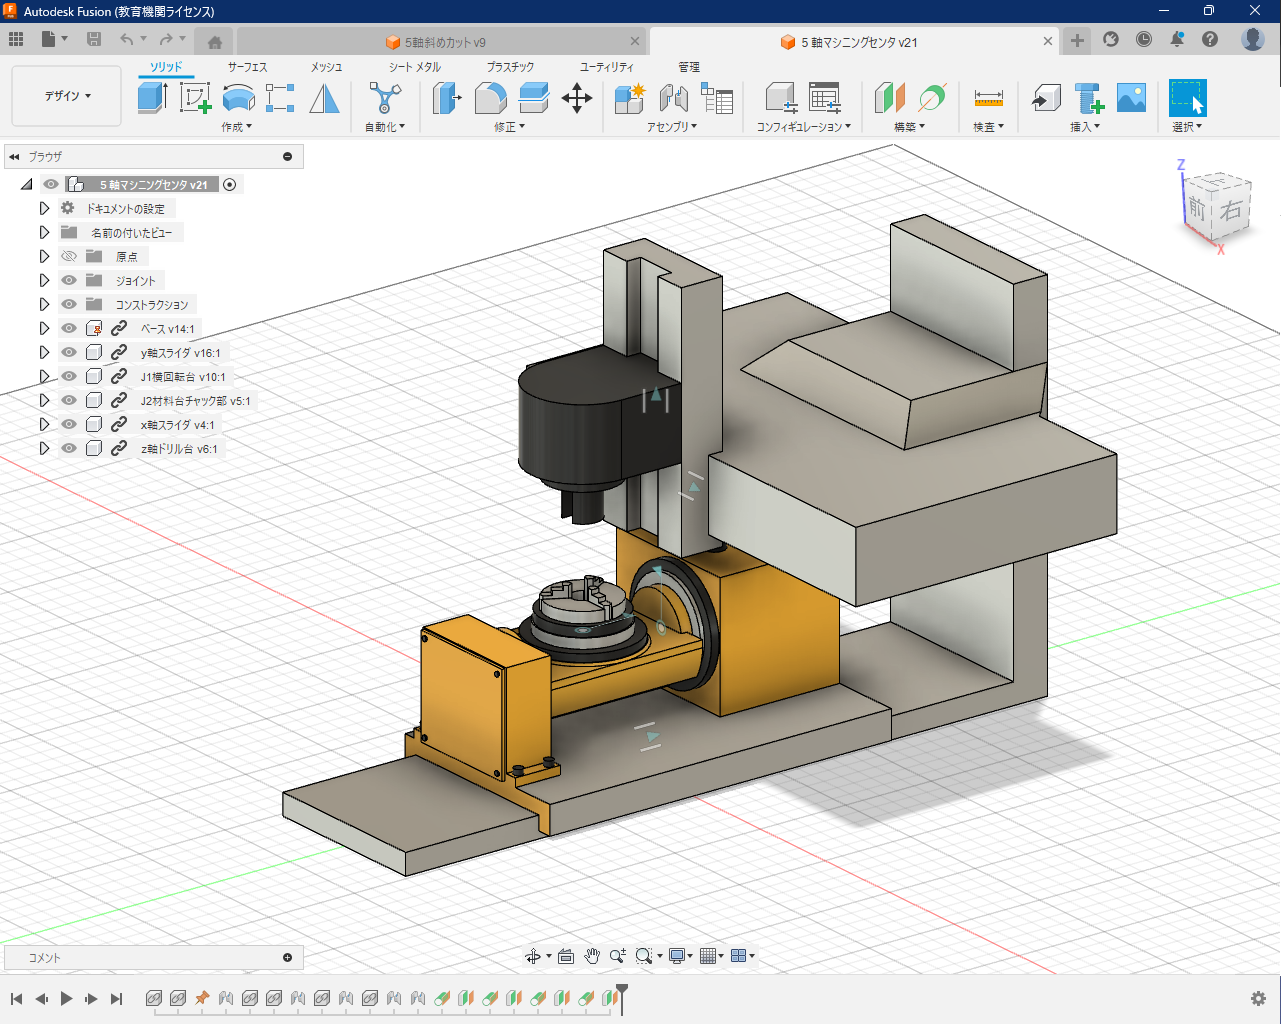 Autodesk Fusion (教育機関ライセンス)
5軸斜めカット v9
5 軸マシニングセンタ v21
ソリッド サーフェス メッシュ シート メタル プラスチック ユーティリティ 管理
デザイン
作成 自動化 修正 アセンブリ コンフィギュレーション 構築 検査 挿入 選択
ブラウザ
5 軸マシニングセンタ v21
ドキュメントの設定
名前の付いたビュー
原点
ジョイント
コンストラクション
ベース v14:1
y軸スライダ v16:1
J1横回転台 v10:1
J2材料台チャック部 v5:1
x軸スライダ v4:1
z軸ドリル台 v6:1
Z
前 右
X
コメント